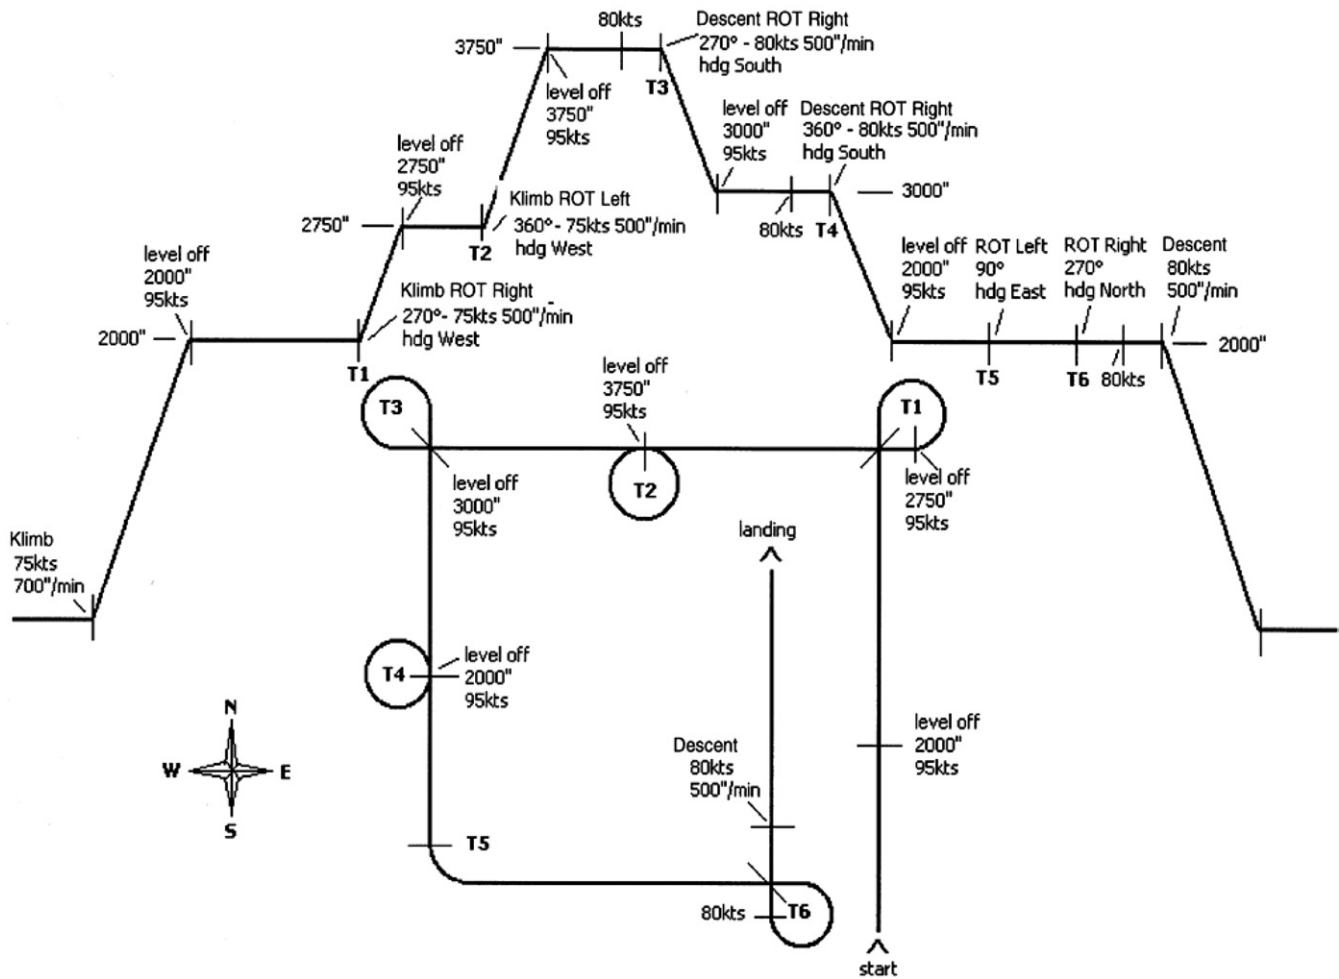 80kts
Descent ROT Right
270° - 80kts 500"/min
hdg South
3750"
T3
level off
3750"
95kts
level off
3000"
95kts
Descent ROT Right
360° - 80kts 500"/min
hdg South
3000"
80kts
T4
level off
2750"
95kts
2750"
T2
Klimb ROT Left
360° - 75kts 500"/min
hdg West
level off
2000"
95kts
2000"
T1
Klimb ROT Right
270°- 75kts 500"/min
hdg West
level off
2000"
95kts
ROT Left
90°
hdg East
T5
ROT Right
270°
hdg North
T6
80kts
Descent
80kts
500"/min
2000"
Klimb
75kts
700"/min
T3
level off
3750"
95kts
T1
T2
level off
3000"
95kts
level off
2750"
95kts
landing
T4
level off
2000"
95kts
N
W
E
S
Descent
80kts
500"/min
level off
2000"
95kts
T5
80kts
T6
start